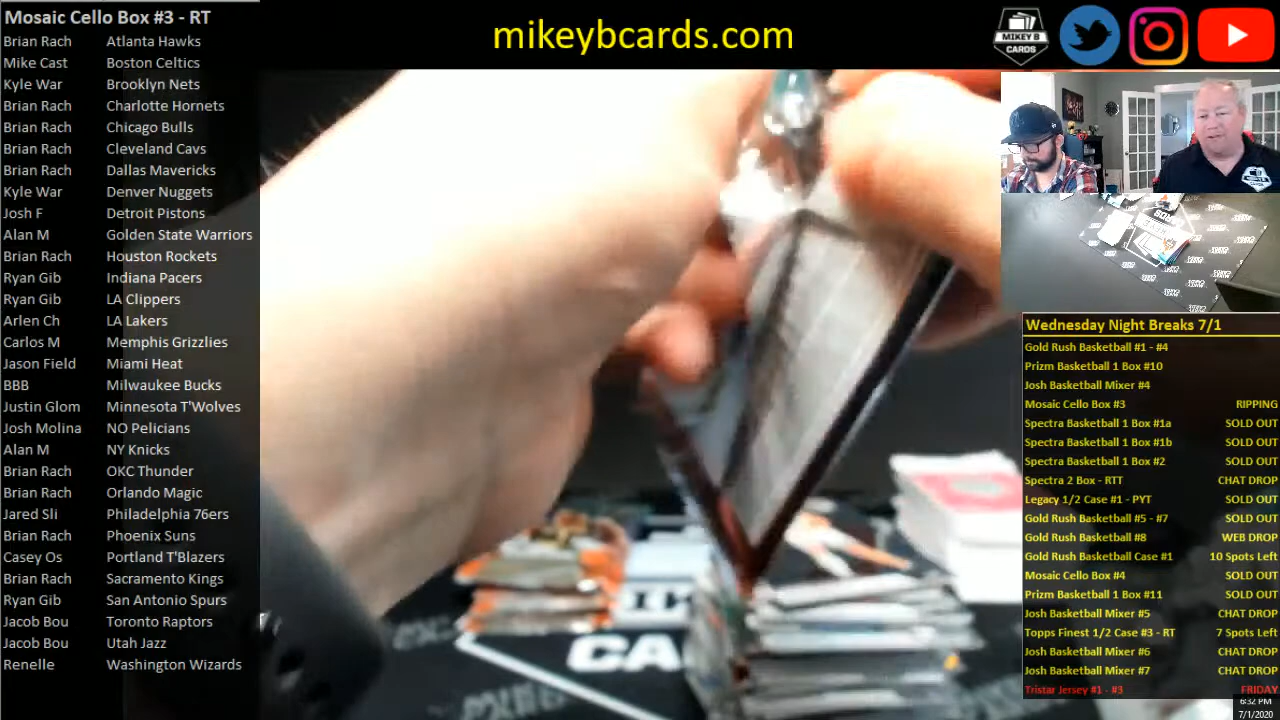 Mosaic Cello Box #3 - RT
Brian Rach Atlanta Hawks
Mike Cast Boston Celtics
Kyle War Brooklyn Nets
Brian Rach Charlotte Hornets
Brian Rach Chicago Bulls
Brian Rach Cleveland Cavs
Brian Rach Dallas Mavericks
Kyle War Denver Nuggets
Josh F Detroit Pistons
Alan M Golden State Warriors
Brian Rach Houston Rockets
Ryan Gib Indiana Pacers
Ryan Gib LA Clippers
Arlen Ch LA Lakers
Carlos M Memphis Grizzlies
Jason Field Miami Heat
BBB Milwaukee Bucks
Justin Glom Minnesota T'Wolves
Josh Molina NO Pelicians
Alan M NY Knicks
Brian Rach OKC Thunder
Brian Rach Orlando Magic
Jared Sli Philadelphia 76ers
Brian Rach Phoenix Suns
Casey Os Portland T'Blazers
Brian Rach Sacramento Kings
Ryan Gib San Antonio Spurs
Jacob Bou Toronto Raptors
Jacob Bou Utah Jazz
Renelle Washington Wizards
mikeybcards.com
MIKEY B
CARDS
CA
Wednesday Night Breaks 7/1
Gold Rush Basketball #1 - #4
Prizm Basketball 1 Box #10
Josh Basketball Mixer #4
Mosaic Cello Box #3 RIPPING
Spectra Basketball 1 Box #1a SOLD OUT
Spectra Basketball 1 Box #1b SOLD OUT
Spectra Basketball 1 Box #2 SOLD OUT
Spectra 2 Box - RTT CHAT DROP
Legacy 1/2 Case #1 - PYT SOLD OUT
Gold Rush Basketball #5 - #7 SOLD OUT
Gold Rush Basketball #8 WEB DROP
Gold Rush Basketball Case #1 10 Spots Left
Mosaic Cello Box #4 SOLD OUT
Prizm Basketball 1 Box #11 SOLD OUT
Josh Basketball Mixer #5 CHAT DROP
Topps Finest 1/2 Case #3 - RT 7 Spots Left
Josh Basketball Mixer #6 CHAT DROP
Josh Basketball Mixer #7 CHAT DROP
Tristar Jersey #1 - #3 FRIDAY
6:32 PM
7/1/2020